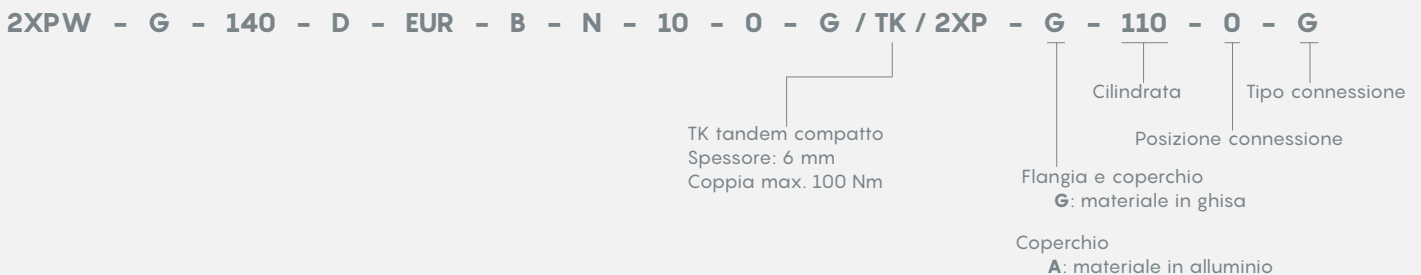 2XPW - G - 140 - D - EUR - B - N - 10 - 0 - G / TK / 2XP - G - 110 - 0 - G
Cilindrata
Tipo connessione
TK tandem compatto
Spessore: 6 mm
Coppia max. 100 Nm
Posizione connessione
Flangia e coperchio
G: materiale in ghisa
Coperchio
A: materiale in alluminio